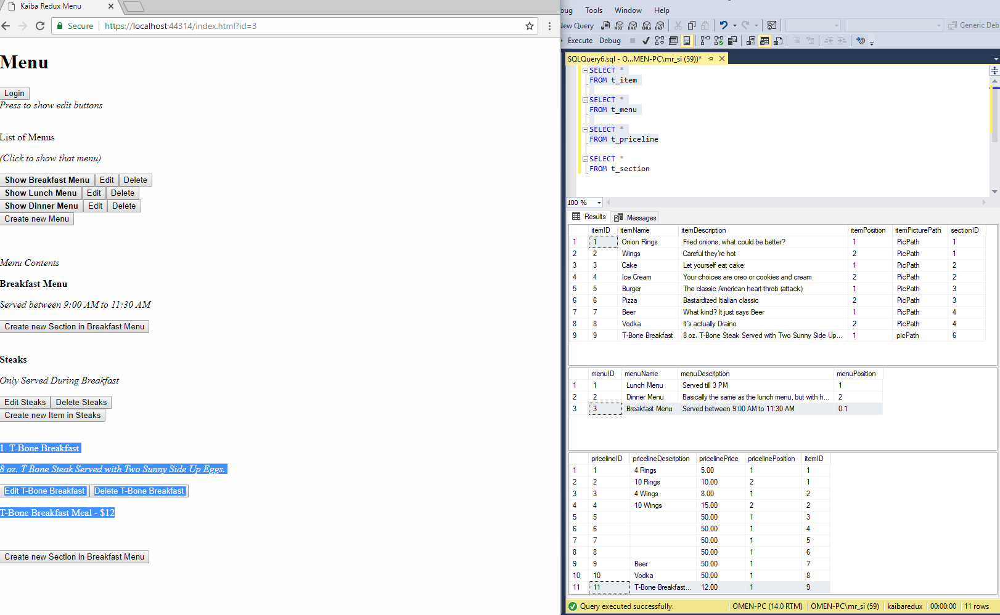 Kaiba Redux Menu
Secure https://localhost:44314/index.html?id=3
Menu
Login
Press to show edit buttons
List of Menus
(Click to show that menu)
Show Breakfast Menu Edit Delete
Show Lunch Menu Edit Delete
Show Dinner Menu Edit Delete
Create new Menu
Menu Contents
Breakfast Menu
Served between 9:00 AM to 11:30 AM
Create new Section in Breakfast Menu
Steaks
Only Served During Breakfast
Edit Steaks Delete Steaks
Create new Item in Steaks
1. T-Bone Breakfast
8 oz. T-Bone Steak Served with Two Sunny Side Up Eggs.
Edit T-Bone Breakfast Delete T-Bone Breakfast
T-Bone Breakfast Meal - $12
Create new Section in Breakfast Menu
bug Tools Window Help
New Query MDX DMX XMLA DAX Generic Deb
Execute Debug
SQLQuery6.sql - O...MEN-PC\mr_si (59))*
SELECT *
FROM t_item
SELECT *
FROM t_menu
SELECT *
FROM t_priceline
SELECT *
FROM t_section
100 %
Results Messages
itemID itemName itemDescription itemPosition itemPicturePath sectionID
1 1 Onion Rings Fried onions, what could be better? 1 PicPath 1
2 2 Wings Careful they're hot 2 PicPath 1
3 3 Cake Let yourself eat cake 1 PicPath 2
4 4 Ice Cream Your choices are oreo or cookies and cream 2 PicPath 2
5 5 Burger The classic American heart-throb (attack) 1 PicPath 3
6 6 Pizza Bastardized Itialian classic 2 PicPath 3
7 7 Beer What kind? It just says Beer 1 PicPath 4
8 8 Vodka It`s actually Draino 2 PicPath 4
9 9 T-Bone Breakfast 8 oz. T-Bone Steak Served with Two Sunny Side Up... 1 picPath 6
menuID menuName menuDescription menuPosition
1 1 Lunch Menu Served till 3 PM 1
2 2 Dinner Menu Basically the same as the lunch menu, but with h... 2
3 3 Breakfast Menu Served between 9:00 AM to 11:30 AM 0.1
pricelineID pricelineDescription pricelinePrice pricelinePosition itemID
1 1 4 Rings 5.00 1 1
2 2 10 Rings 10.00 2 1
3 3 4 Wings 8.00 1 2
4 4 10 Wings 15.00 2 2
5 5 50.00 1 3
6 6 50.00 1 4
7 7 50.00 1 5
8 8 50.00 1 6
9 9 Beer 50.00 1 7
10 10 Vodka 50.00 1 8
11 11 T-Bone Breakfast... 12.00 1 9
Query executed successfully. OMEN-PC (14.0 RTM) OMEN-PC\mr_si (59) kaibaredux 00:00:00 11 rows